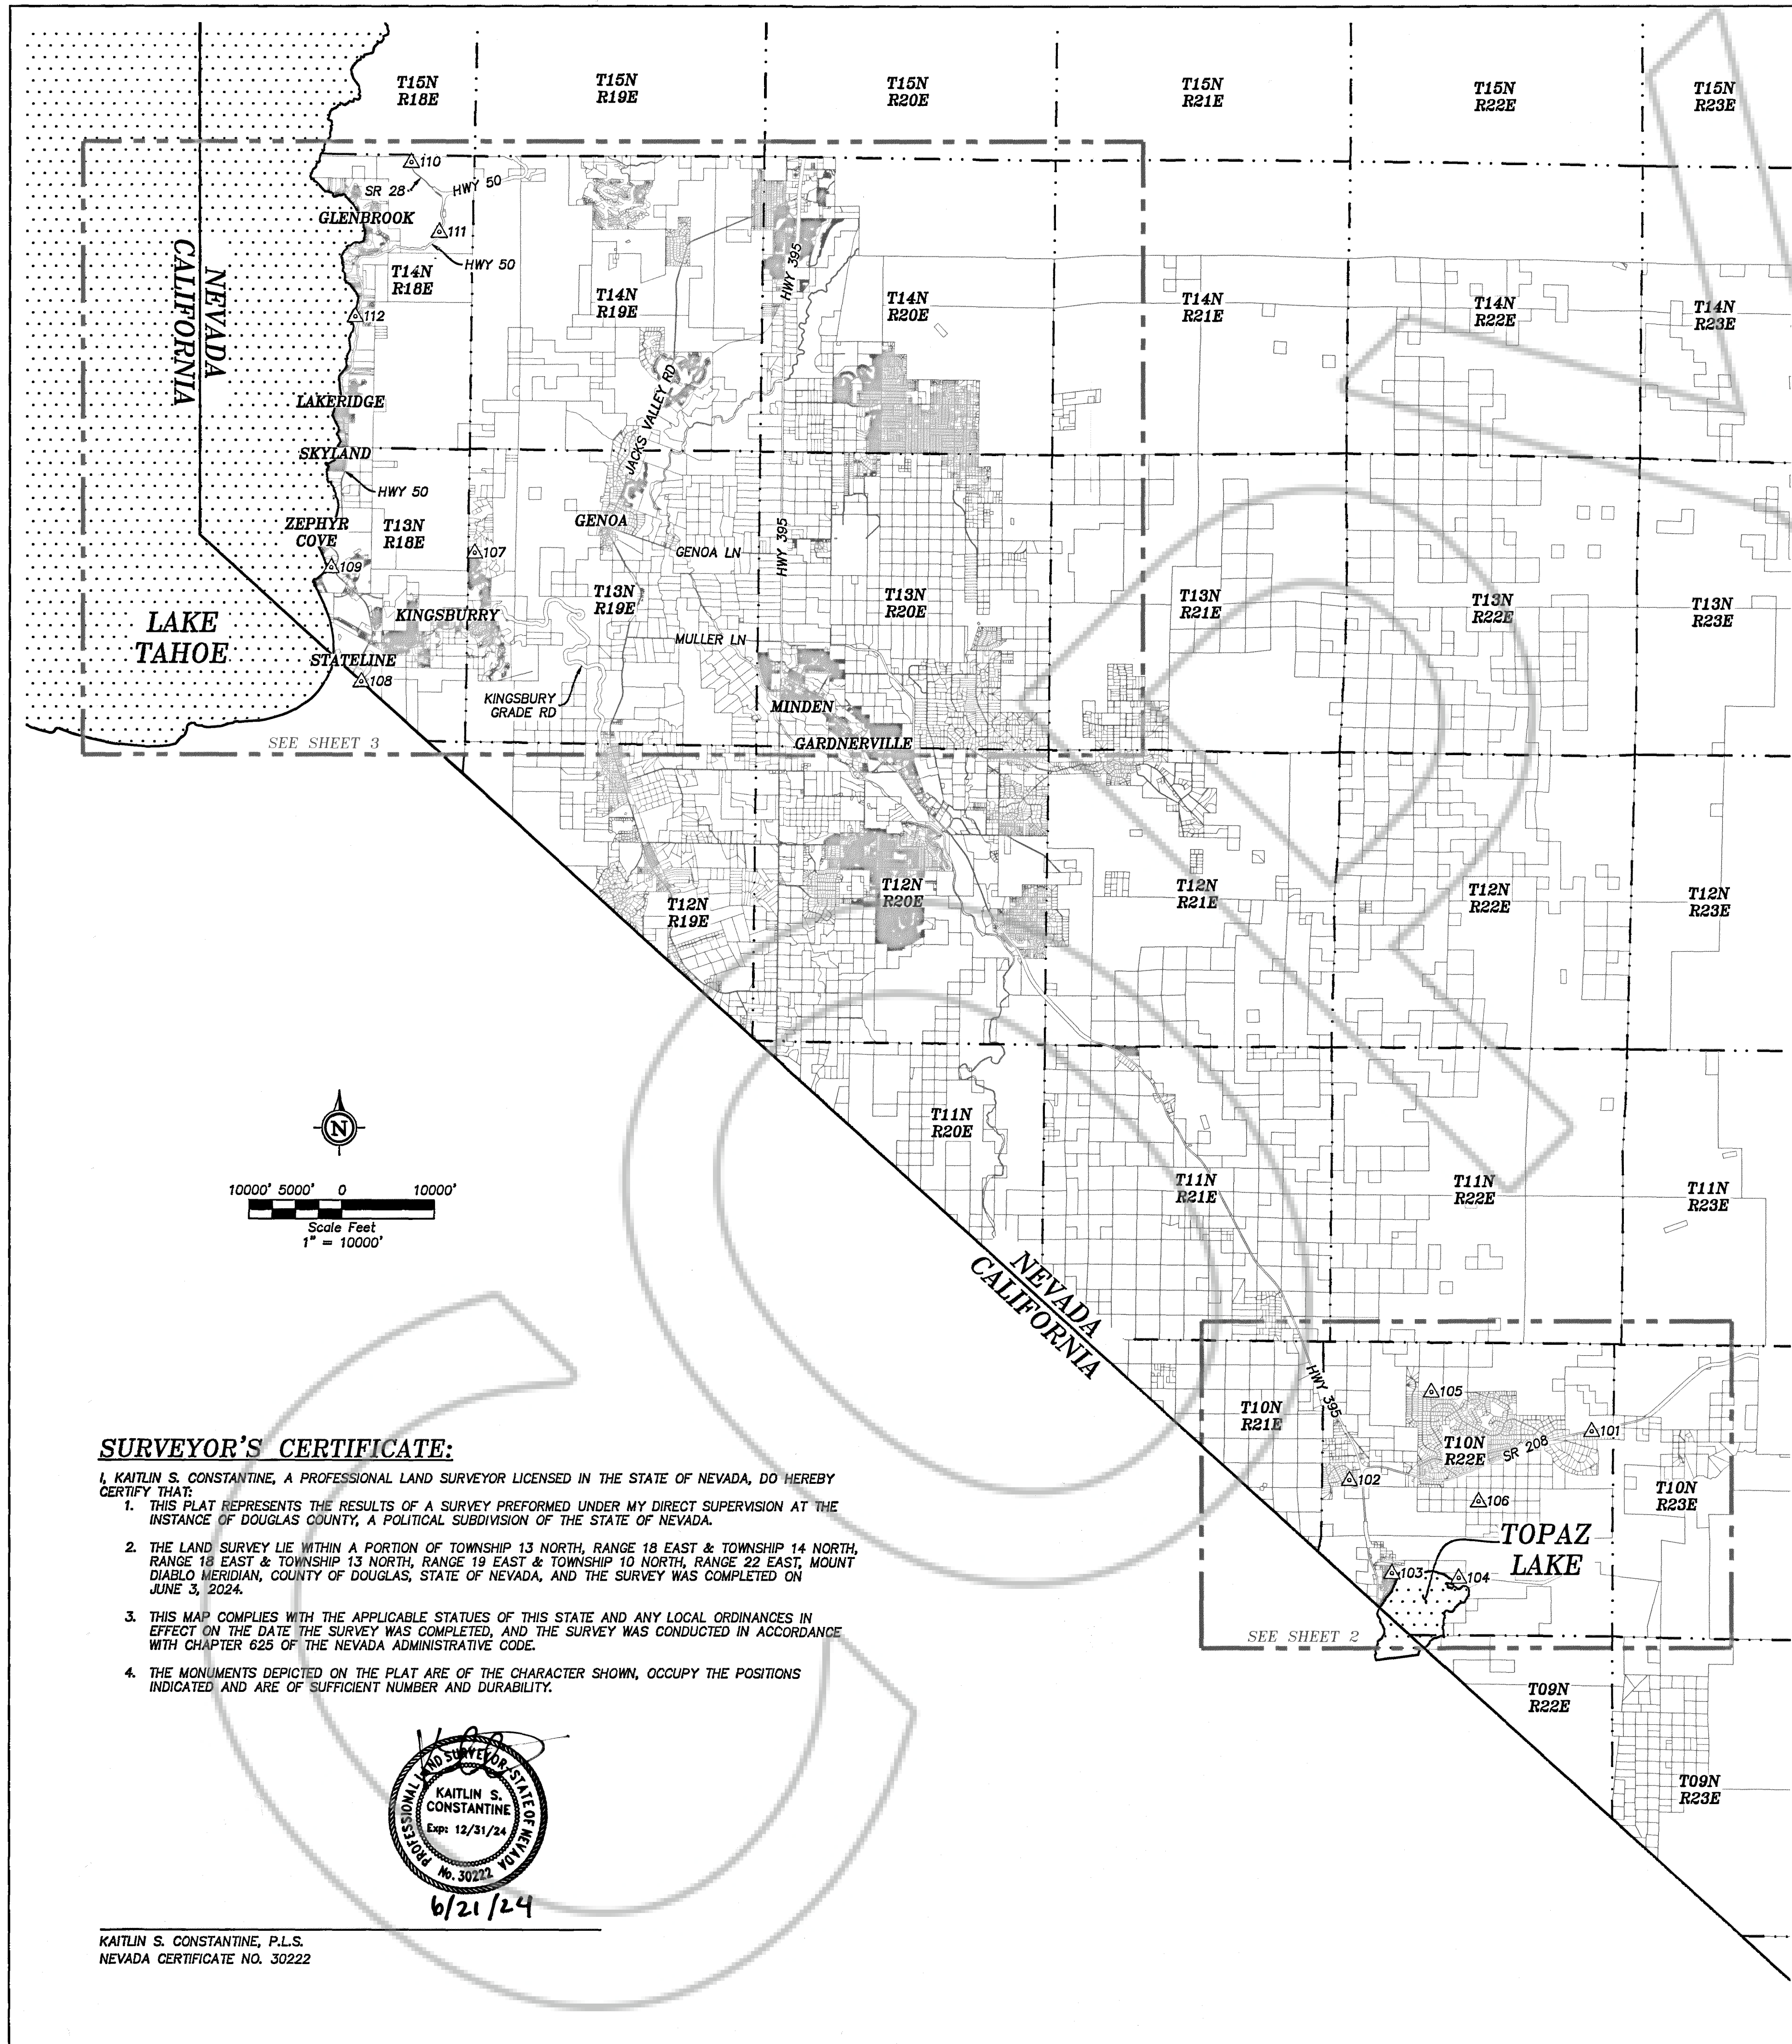 T15N
R18E
T15N
R19E
T15N
R20E
T15N
R21E
T15N
R22E
T15N
R23E
110
SR 28
HWY 50
GLENBROOK
111
HWY 50
T14N
R18E
112
NEVADA
CALIFORNIA
T14N
R19E
HWY 395
T14N
R20E
T14N
R21E
T14N
R22E
T14N
R23E
LAKERIDGE
JACKS VALLEY RD
SKYLAND
HWY 50
ZEPHYR
COVE
T13N
R18E
107
109
GENOA
GENOA LN
HWY 395
T13N
R19E
T13N
R20E
T13N
R21E
T13N
R22E
T13N
R23E
LAKE
TAHOE
KINGSBURRY
MULLER LN
STATELINE
108
KINGSBURY
GRADE RD
MINDEN
GARDNERVILLE
SEE SHEET 3
T12N
R19E
T12N
R20E
T12N
R21E
T12N
R22E
T12N
R23E
N
10000' 5000' 0 10000'
Scale Feet
1" = 10000'
T11N
R20E
T11N
R21E
T11N
R22E
T11N
R23E
NEVADA
CALIFORNIA
HWY 395
T10N
R21E
105
T10N
R22E
SR 208
101
102
106
T10N
R23E
TOPAZ
LAKE
103
104
SEE SHEET 2
T09N
R22E
T09N
R23E
SURVEYOR'S CERTIFICATE:
I, KAITLIN S. CONSTANTINE, A PROFESSIONAL LAND SURVEYOR LICENSED IN THE STATE OF NEVADA, DO HEREBY
CERTIFY THAT:
1. THIS PLAT REPRESENTS THE RESULTS OF A SURVEY PREFORMED UNDER MY DIRECT SUPERVISION AT THE
INSTANCE OF DOUGLAS COUNTY, A POLITICAL SUBDIVISION OF THE STATE OF NEVADA.
2. THE LAND SURVEY LIE WITHIN A PORTION OF TOWNSHIP 13 NORTH, RANGE 18 EAST & TOWNSHIP 14 NORTH,
RANGE 18 EAST & TOWNSHIP 13 NORTH, RANGE 19 EAST & TOWNSHIP 10 NORTH, RANGE 22 EAST, MOUNT
DIABLO MERIDIAN, COUNTY OF DOUGLAS, STATE OF NEVADA, AND THE SURVEY WAS COMPLETED ON
JUNE 3, 2024.
3. THIS MAP COMPLIES WITH THE APPLICABLE STATUES OF THIS STATE AND ANY LOCAL ORDINANCES IN
EFFECT ON THE DATE THE SURVEY WAS COMPLETED, AND THE SURVEY WAS CONDUCTED IN ACCORDANCE
WITH CHAPTER 625 OF THE NEVADA ADMINISTRATIVE CODE.
4. THE MONUMENTS DEPICTED ON THE PLAT ARE OF THE CHARACTER SHOWN, OCCUPY THE POSITIONS
INDICATED AND ARE OF SUFFICIENT NUMBER AND DURABILITY.
PROFESSIONAL LAND SURVEYOR-STATE OF NEVADA
KAITLIN S.
CONSTANTINE
Exp: 12/31/24
No. 30222
6/21/24
KAITLIN S. CONSTANTINE, P.L.S.
NEVADA CERTIFICATE NO. 30222